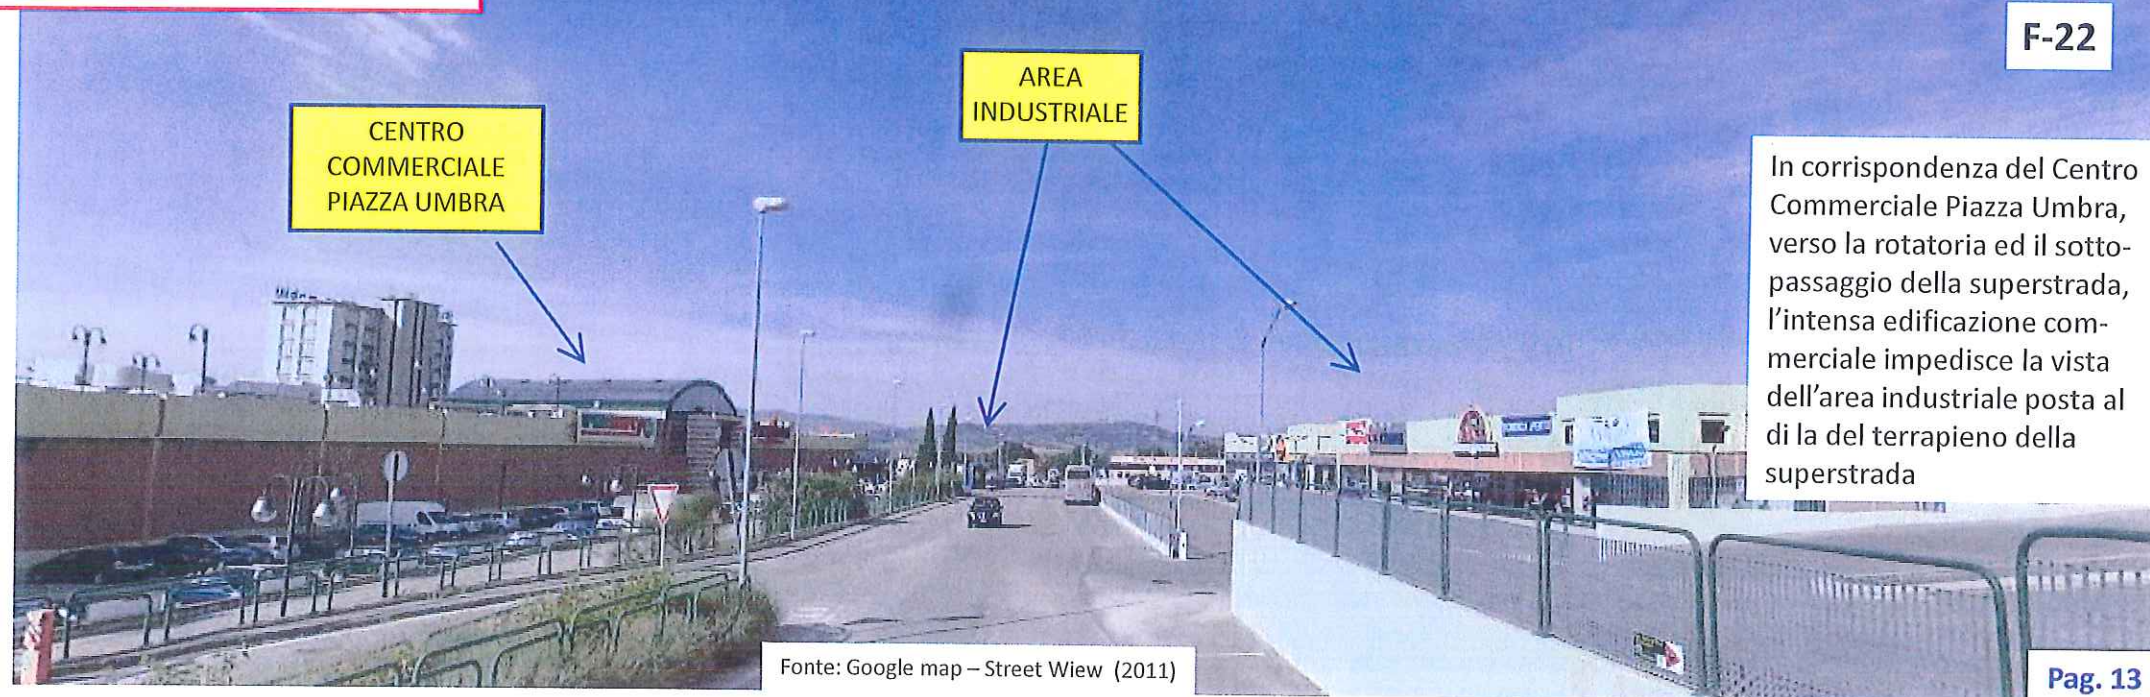 F-22
AREA
INDUSTRIALE
CENTRO
COMMERCIALE
PIAZZA UMBRA
In corrispondenza del Centro
Commerciale Piazza Umbra,
verso la rotatoria ed il sotto-
passaggio della superstrada,
l'intensa edificazione com-
merciale impedisce la vista
dell'area industriale posta al
di la del terrapieno della
superstrada
Fonte: Google map – Street Wiew (2011)
Pag. 13